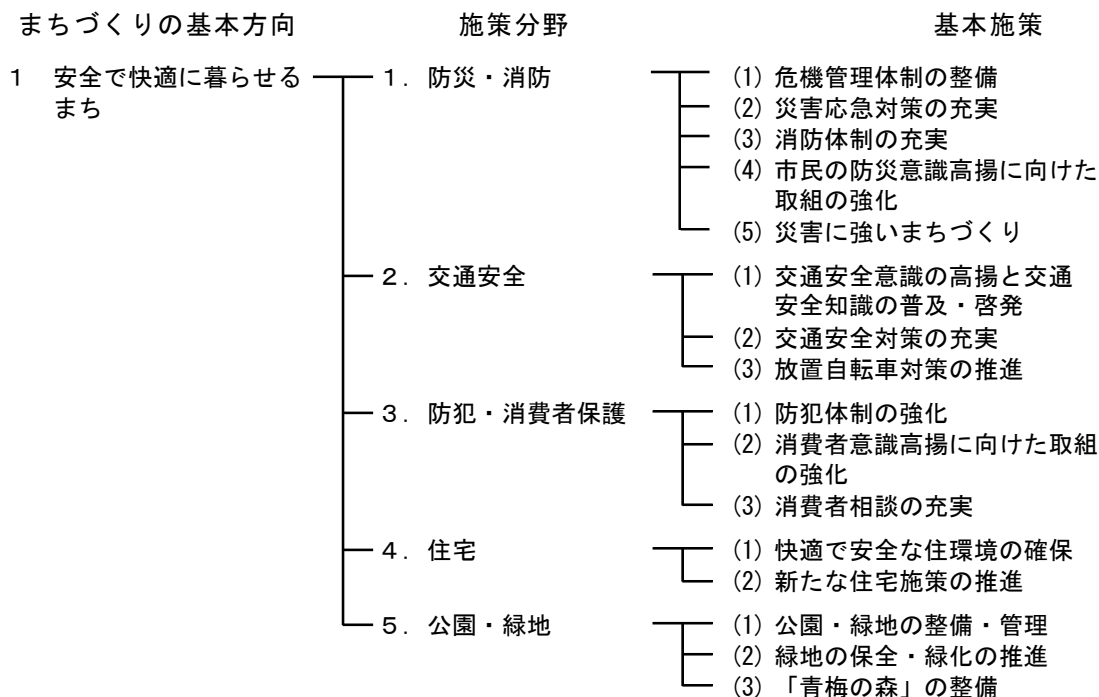 まちづくりの基本方向　施策分野　基本施策
1　安全で快適に暮らせる
まち
1．防災・消防
(1) 危機管理体制の整備
(2) 災害応急対策の充実
(3) 消防体制の充実
(4) 市民の防災意識高揚に向けた
取組の強化
(5) 災害に強いまちづくり
2．交通安全
(1) 交通安全意識の高揚と交通
安全知識の普及・啓発
(2) 交通安全対策の充実
(3) 放置自転車対策の推進
3．防犯・消費者保護
(1) 防犯体制の強化
(2) 消費者意識高揚に向けた取組
の強化
(3) 消費者相談の充実
4．住宅
(1) 快適で安全な住環境の確保
(2) 新たな住宅施策の推進
5．公園・緑地
(1) 公園・緑地の整備・管理
(2) 緑地の保全・緑化の推進
(3) 「青梅の森」の整備